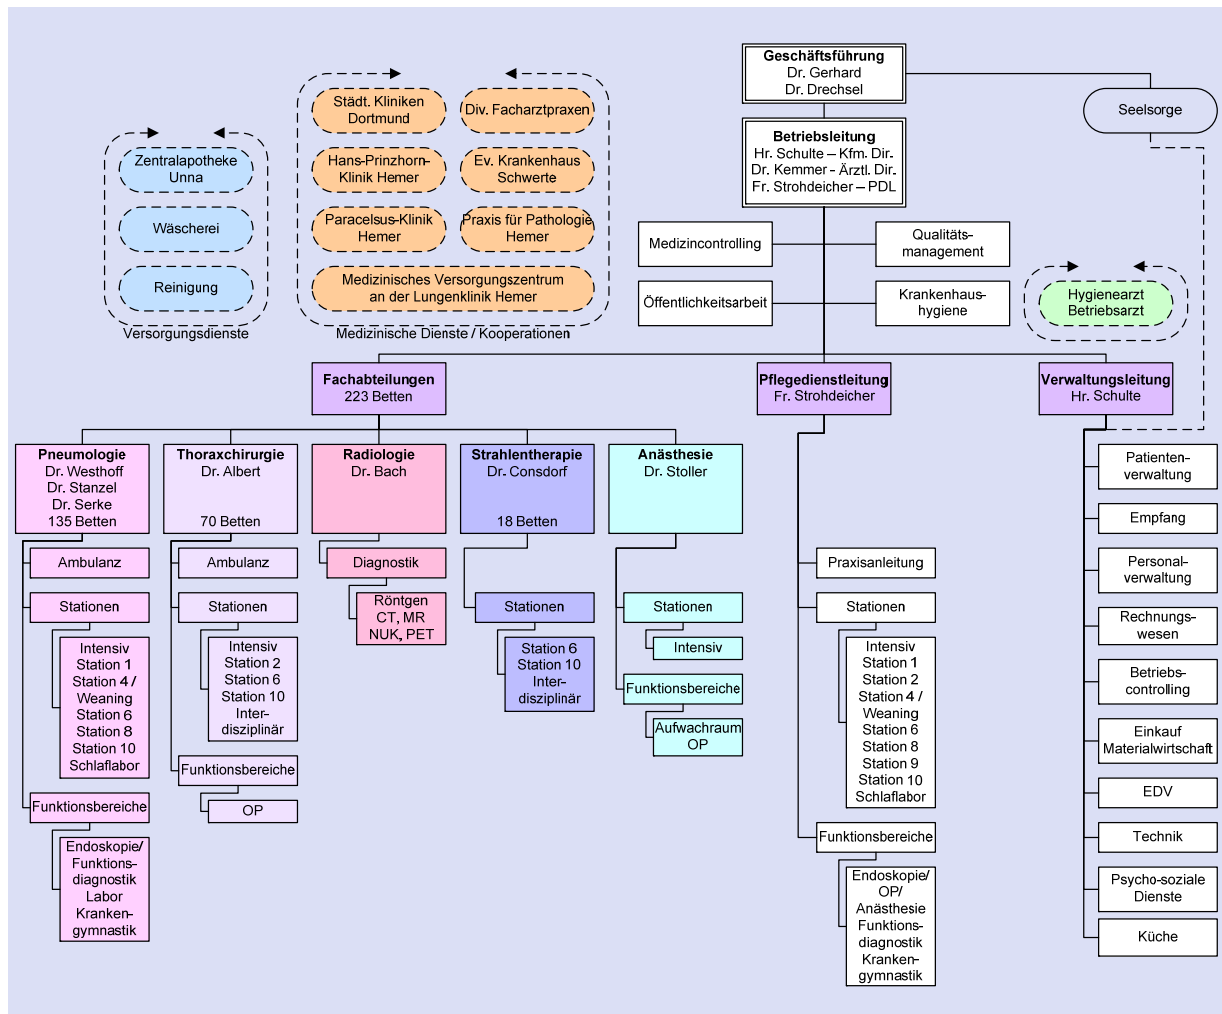 Geschäftsführung
Dr. Gerhard
Dr. Drechsel
Seelsorge
Betriebsleitung
Hr. Schulte – Kfm. Dir.
Dr. Kemmer - Ärztl. Dir.
Fr. Strohdeicher – PDL
Städt. Kliniken
Dortmund
Div. Facharztpraxen
Hans-Prinzhorn-
Klinik Hemer
Ev. Krankenhaus
Schwerte
Paracelsus-Klinik
Hemer
Praxis für Pathologie
Hemer
Medizinisches Versorgungszentrum
an der Lungenklinik Hemer
Medizinische Dienste / Kooperationen
Zentralapotheke
Unna
Wäscherei
Reinigung
Versorgungsdienste
Medizincontrolling
Qualitäts-
management
Öffentlichkeitsarbeit
Krankenhaus-
hygiene
Hygienearzt
Betriebsarzt
Fachabteilungen
223 Betten
Pflegedienstleitung
Fr. Strohdeicher
Verwaltungsleitung
Hr. Schulte
Pneumologie
Dr. Westhoff
Dr. Stanzel
Dr. Serke
135 Betten
Ambulanz
Stationen
Intensiv
Station 1
Station 4 /
Weaning
Station 6
Station 8
Station 10
Schlaflabor
Funktionsbereiche
Endoskopie/
Funktions-
diagnostik
Labor
Kranken-
gymnastik
Thoraxchirurgie
Dr. Albert
70 Betten
Ambulanz
Stationen
Intensiv
Station 2
Station 6
Station 10
Inter-
disziplinär
Funktionsbereiche
OP
Radiologie
Dr. Bach
Diagnostik
Röntgen
CT, MR
NUK, PET
Strahlentherapie
Dr. Consdorf
18 Betten
Stationen
Station 6
Station 10
Inter-
disziplinär
Anästhesie
Dr. Stoller
Stationen
Intensiv
Funktionsbereiche
Aufwachraum
OP
Praxisanleitung
Stationen
Intensiv
Station 1
Station 2
Station 4 /
Weaning
Station 6
Station 8
Station 9
Station 10
Schlaflabor
Funktionsbereiche
Endoskopie/
OP/
Anästhesie
Funktions-
diagnostik
Kranken-
gymnastik
Patienten-
verwaltung
Empfang
Personal-
verwaltung
Rechnungs-
wesen
Betriebs-
controlling
Einkauf
Materialwirtschaft
EDV
Technik
Psycho-soziale
Dienste
Küche